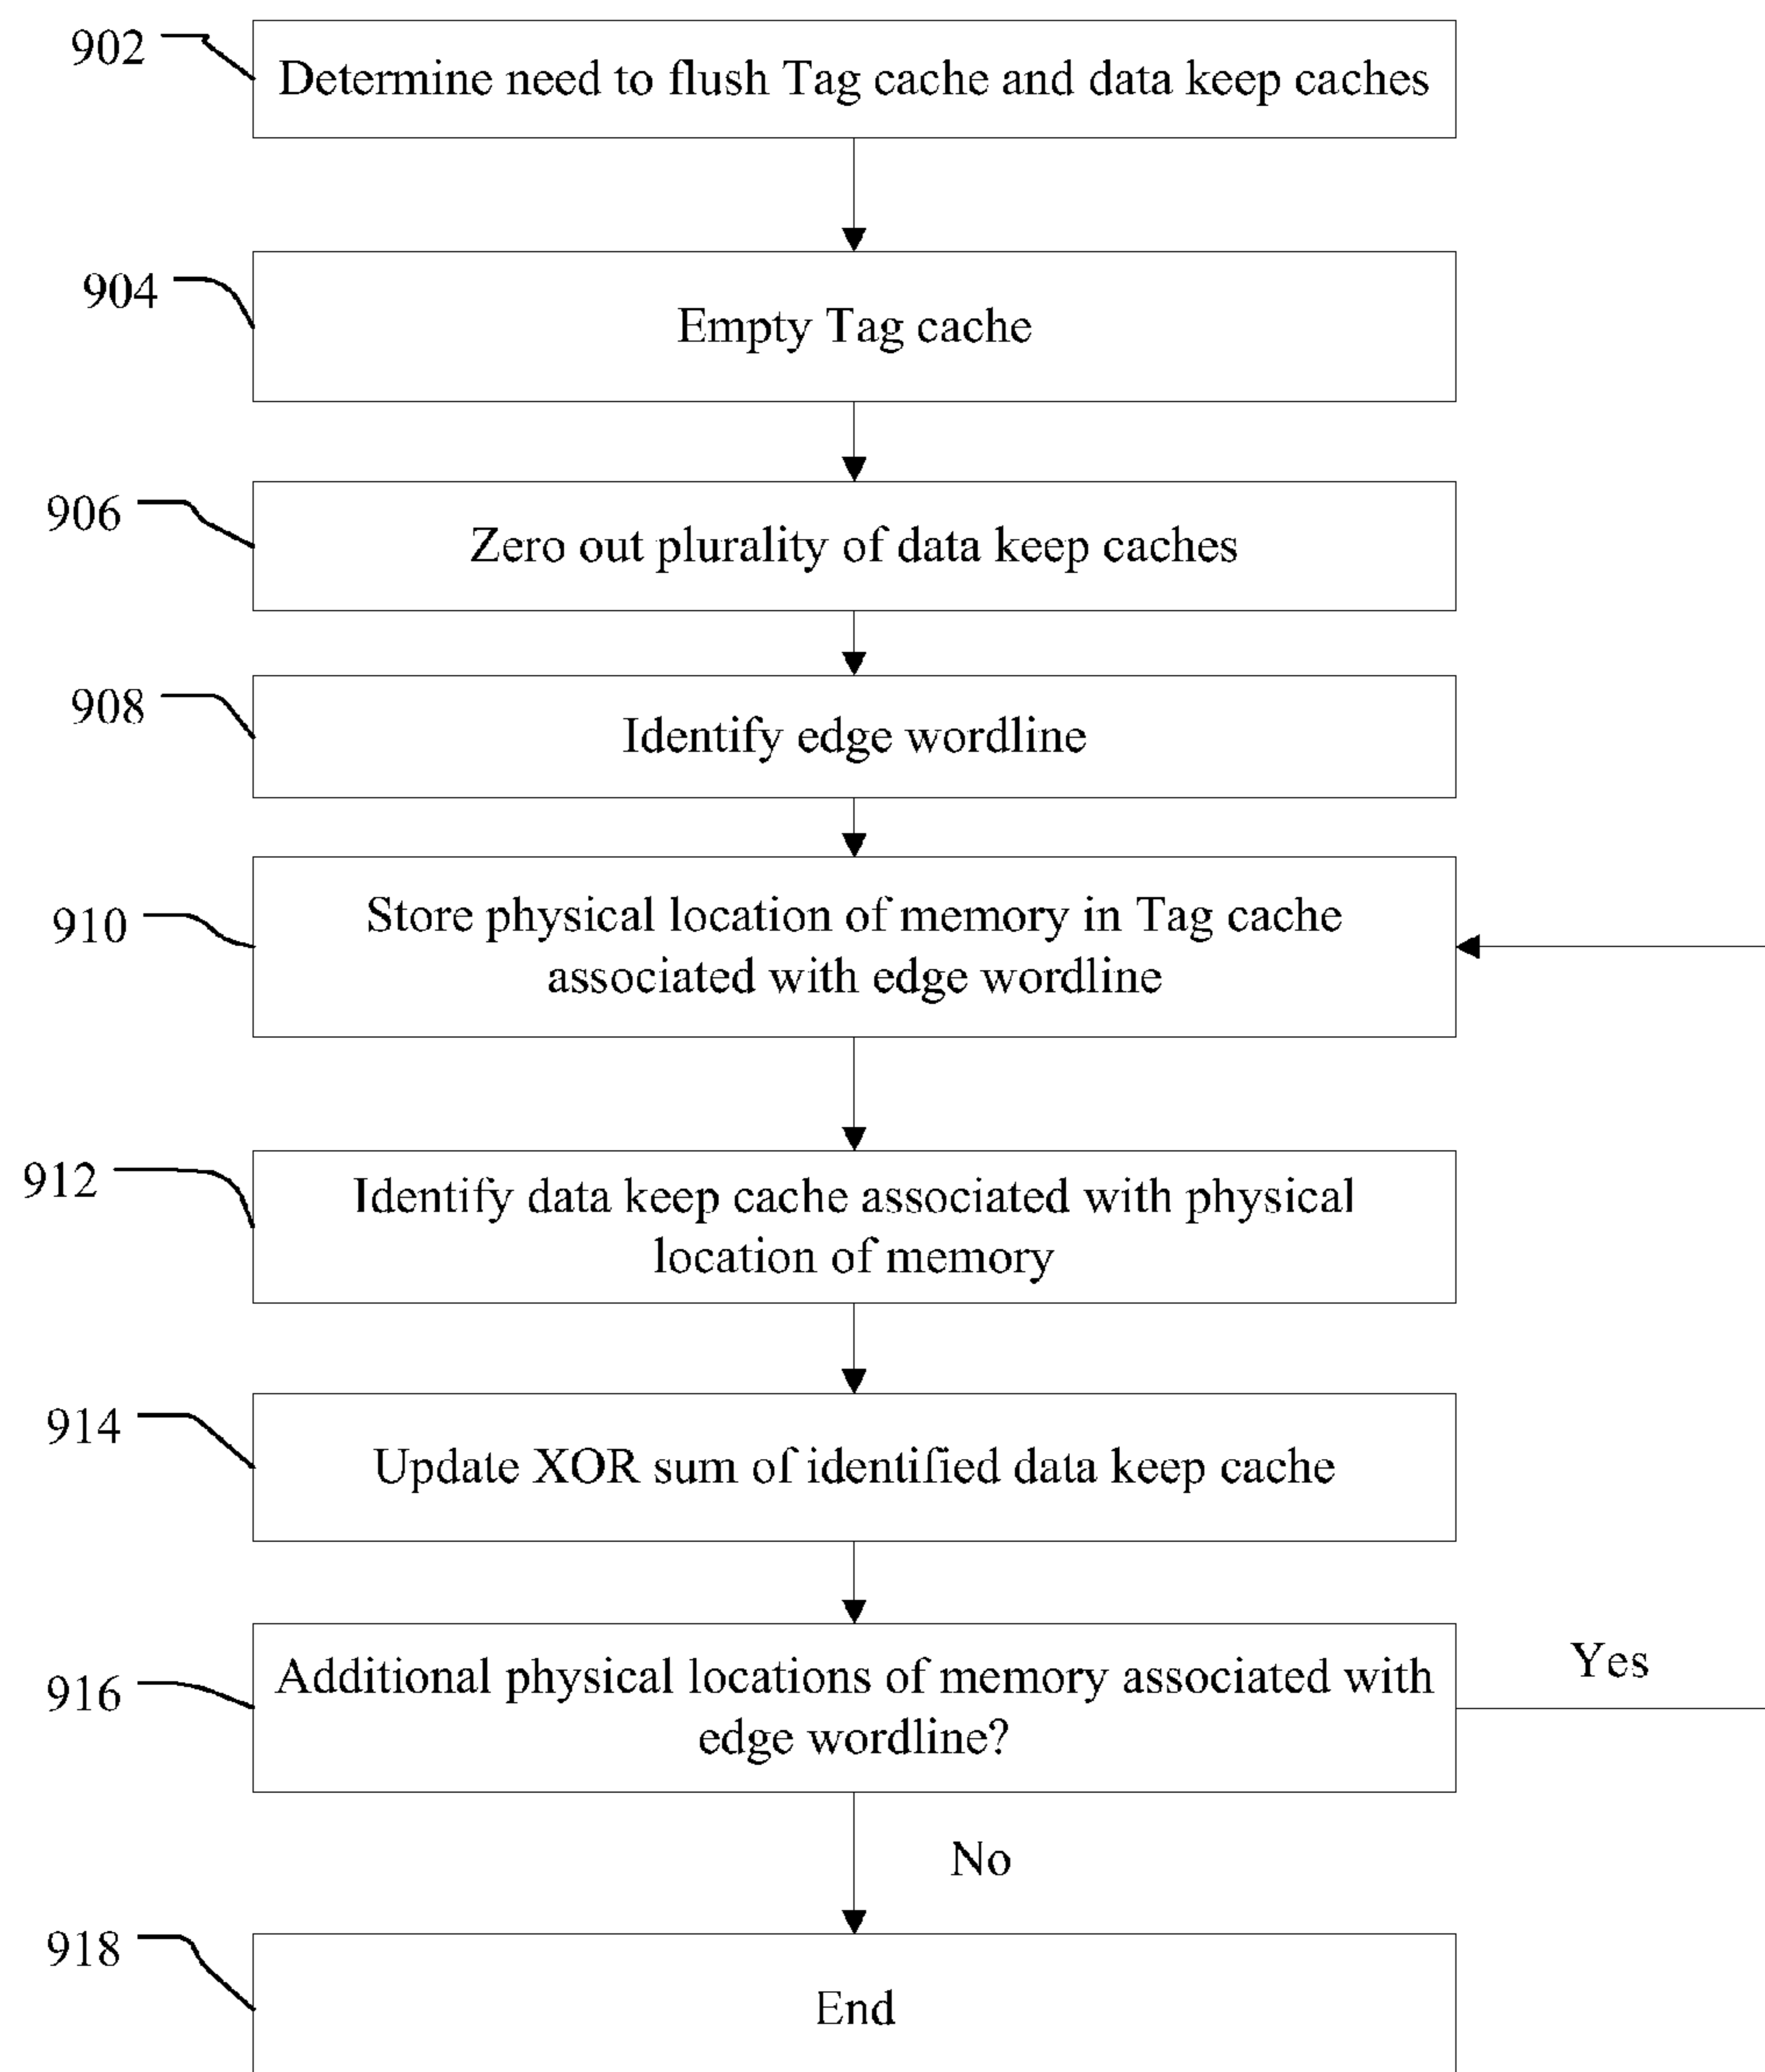 902
Determine need to flush Tag cache and data keep caches
904
Empty Tag cache
906
Zero out plurality of data keep caches
908
Identify edge wordline
910
Store physical location of memory in Tag cache
associated with edge wordline
912
Identify data keep cache associated with physical
location of memory
914
Update XOR sum of identified data keep cache
916
Additional physical locations of memory associated with
edge wordline?
Yes
No
918
End